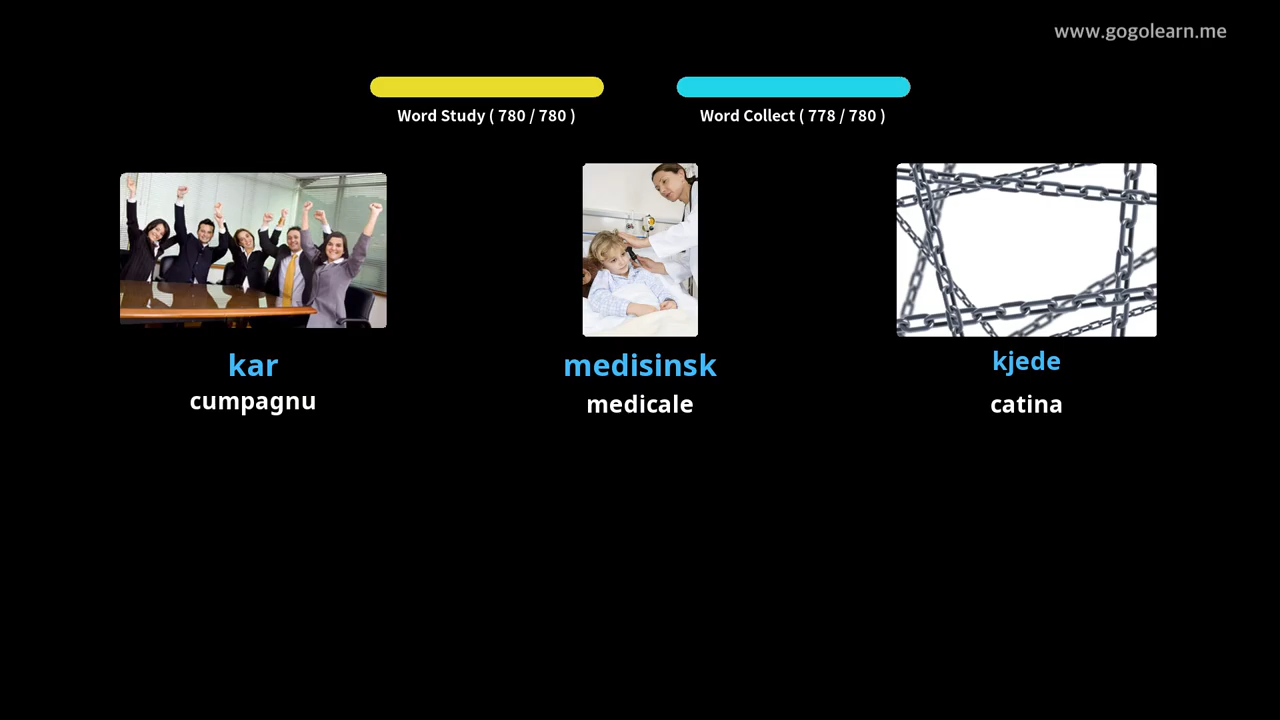 www.gogolearn.me
Word Study ( 780 / 780 )
Word Collect ( 778 / 780 )
kar
medisinsk
kjede
cumpagnu
medicale
catina